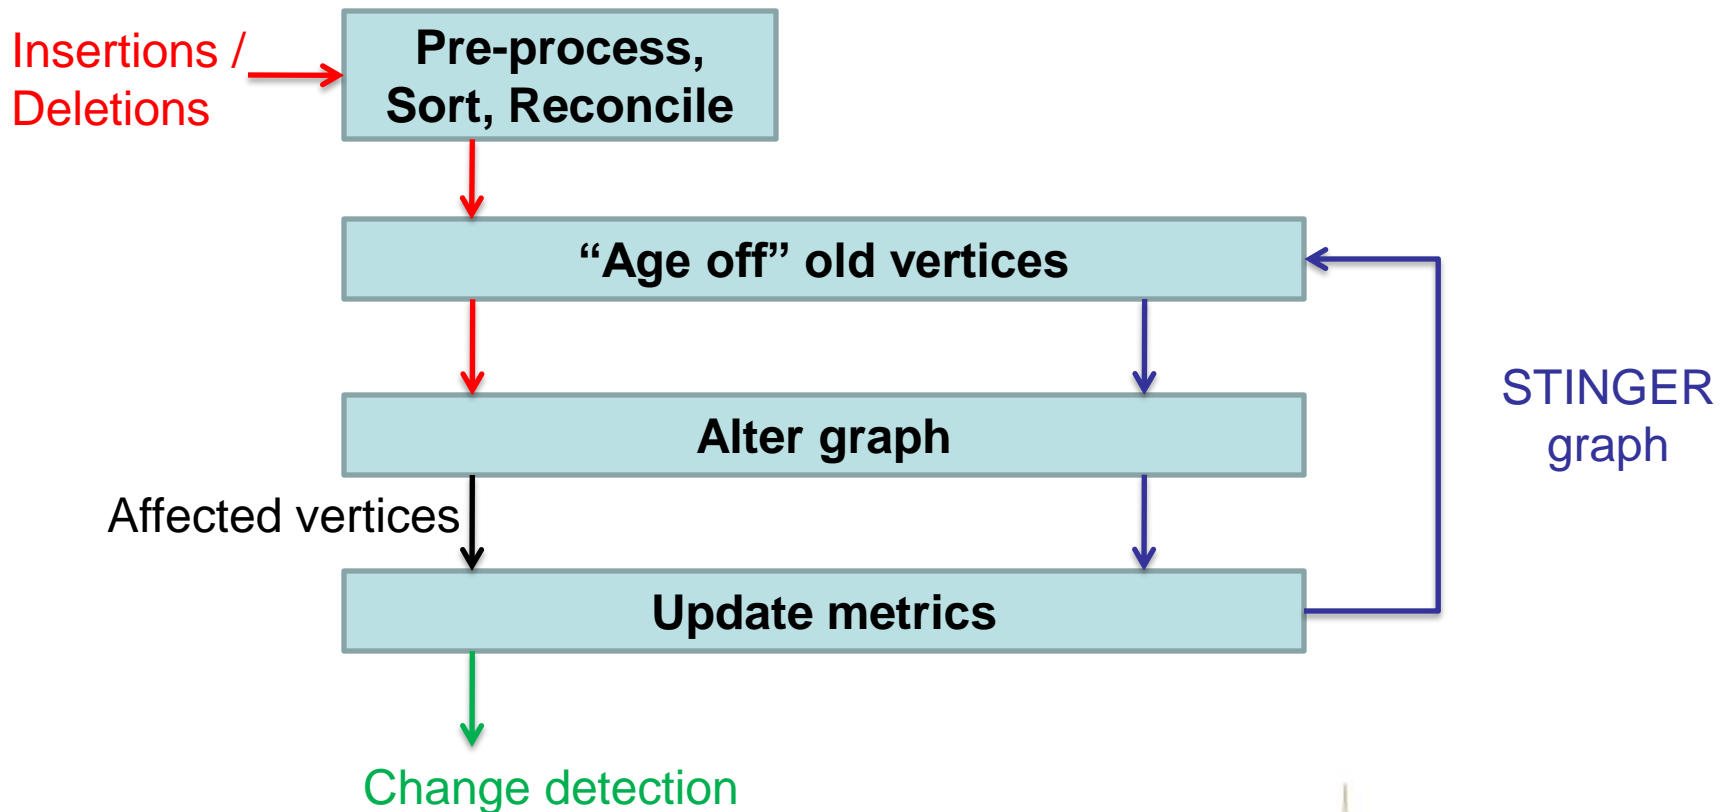 Insertions /
Deletions
Pre-process,
Sort, Reconcile
“Age off” old vertices
Alter graph
STINGER
graph
Affected vertices
Update metrics
Change detection